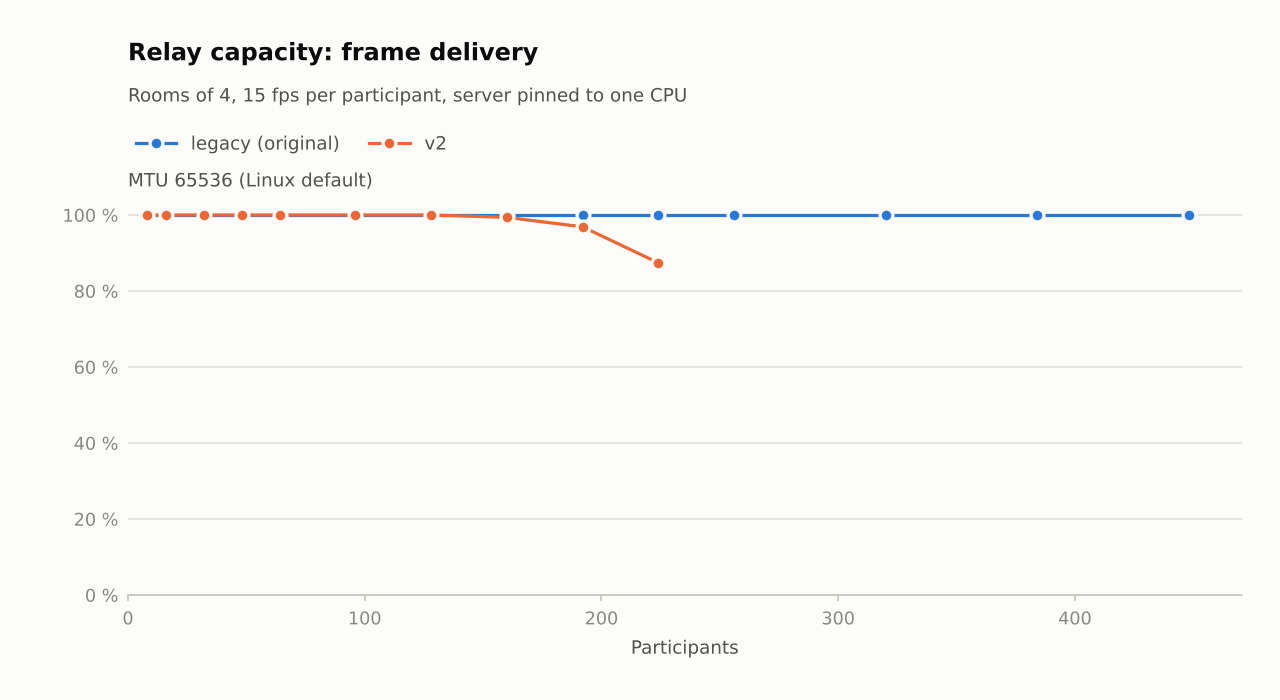 Relay capacity: frame delivery
Rooms of 4, 15 fps per participant, server pinned to one CPU
legacy (original) v2
MTU 65536 (Linux default)
100 %
80 %
60 %
40 %
20 %
0 %
0 100 200 300 400
Participants